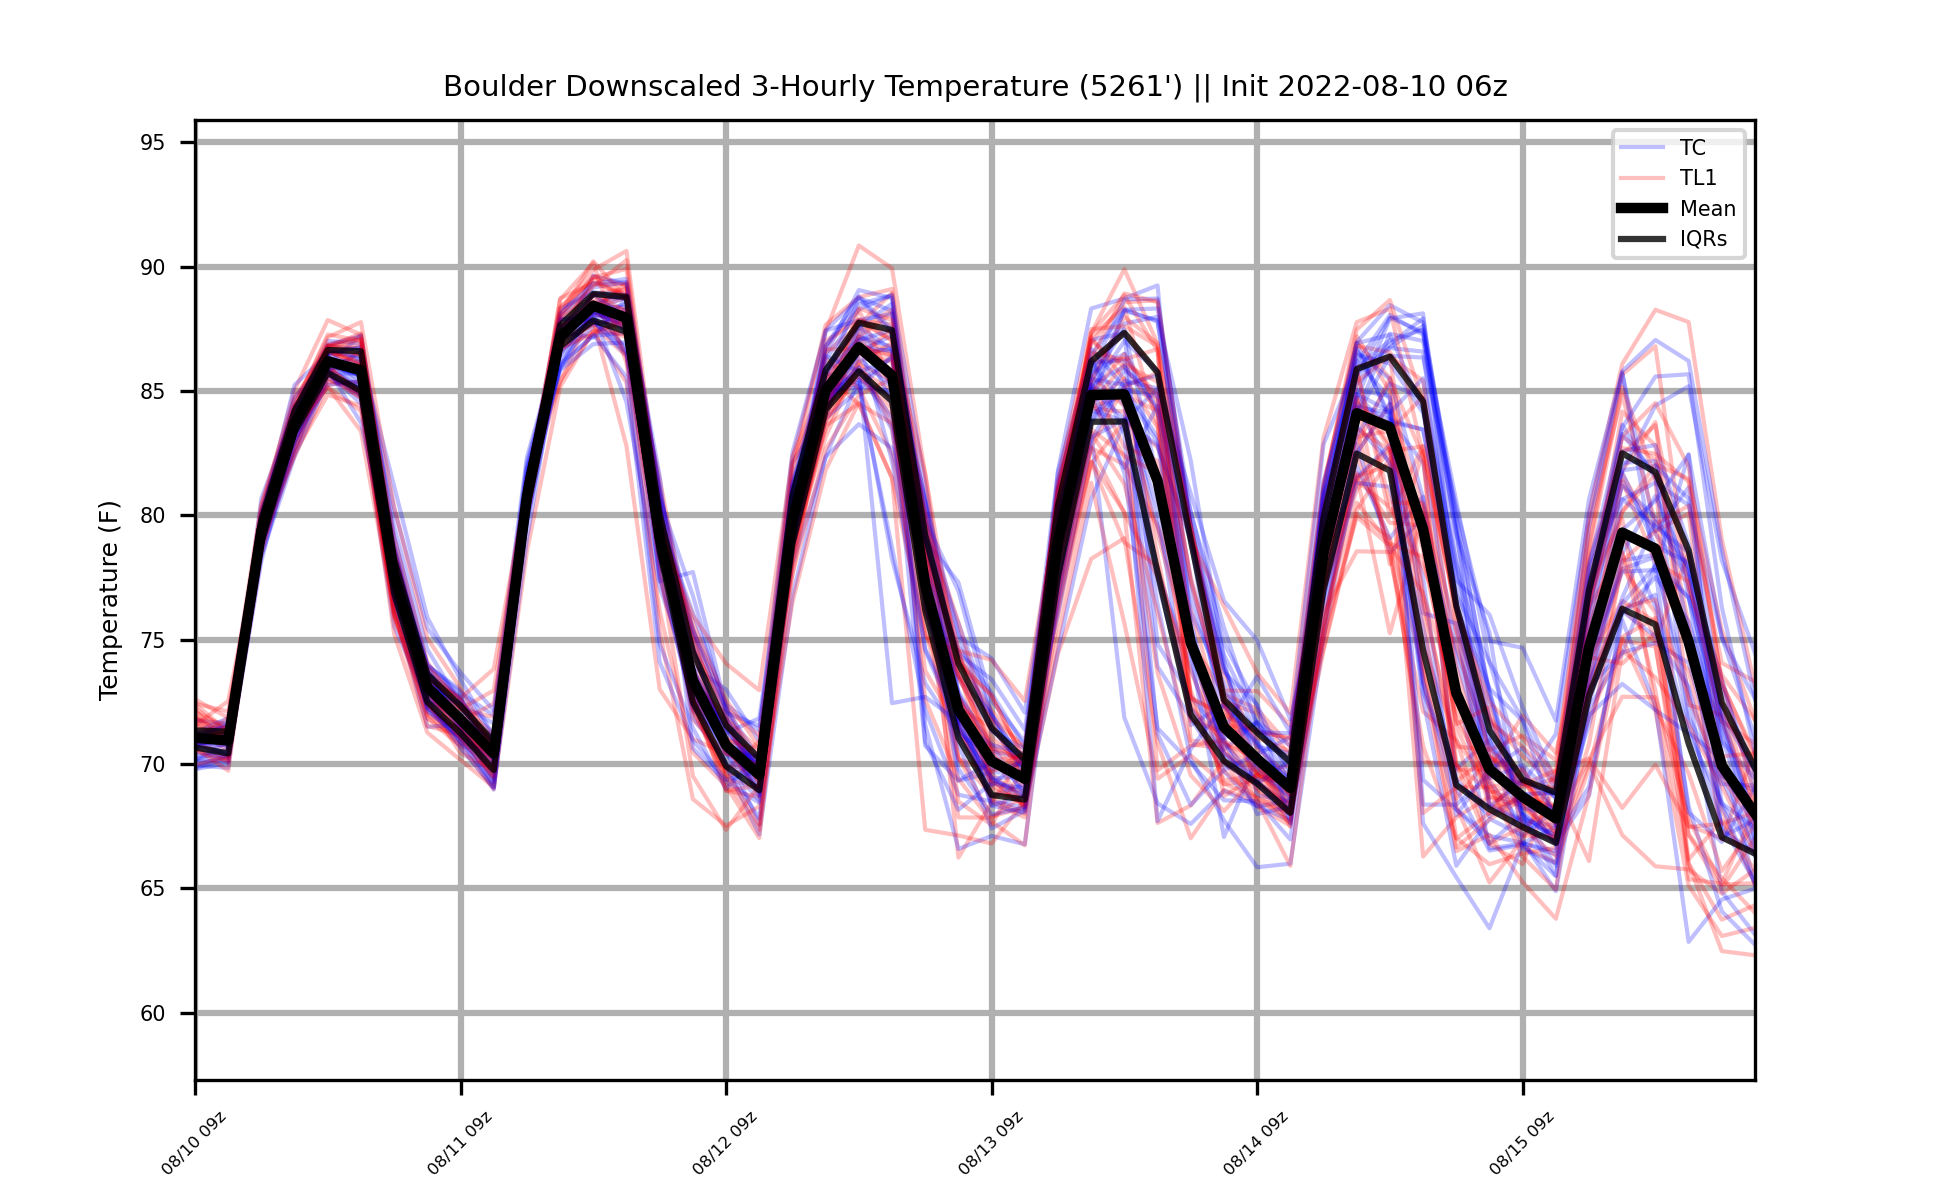 Boulder Downscaled 3-Hourly Temperature (5261') || Init 2022-08-10 06z
Temperature (F)
95
90
85
80
75
70
65
60
TC
TL1
Mean
IQRs
08/10 09z
08/11 09z
08/12 09z
08/13 09z
08/14 09z
08/15 09z